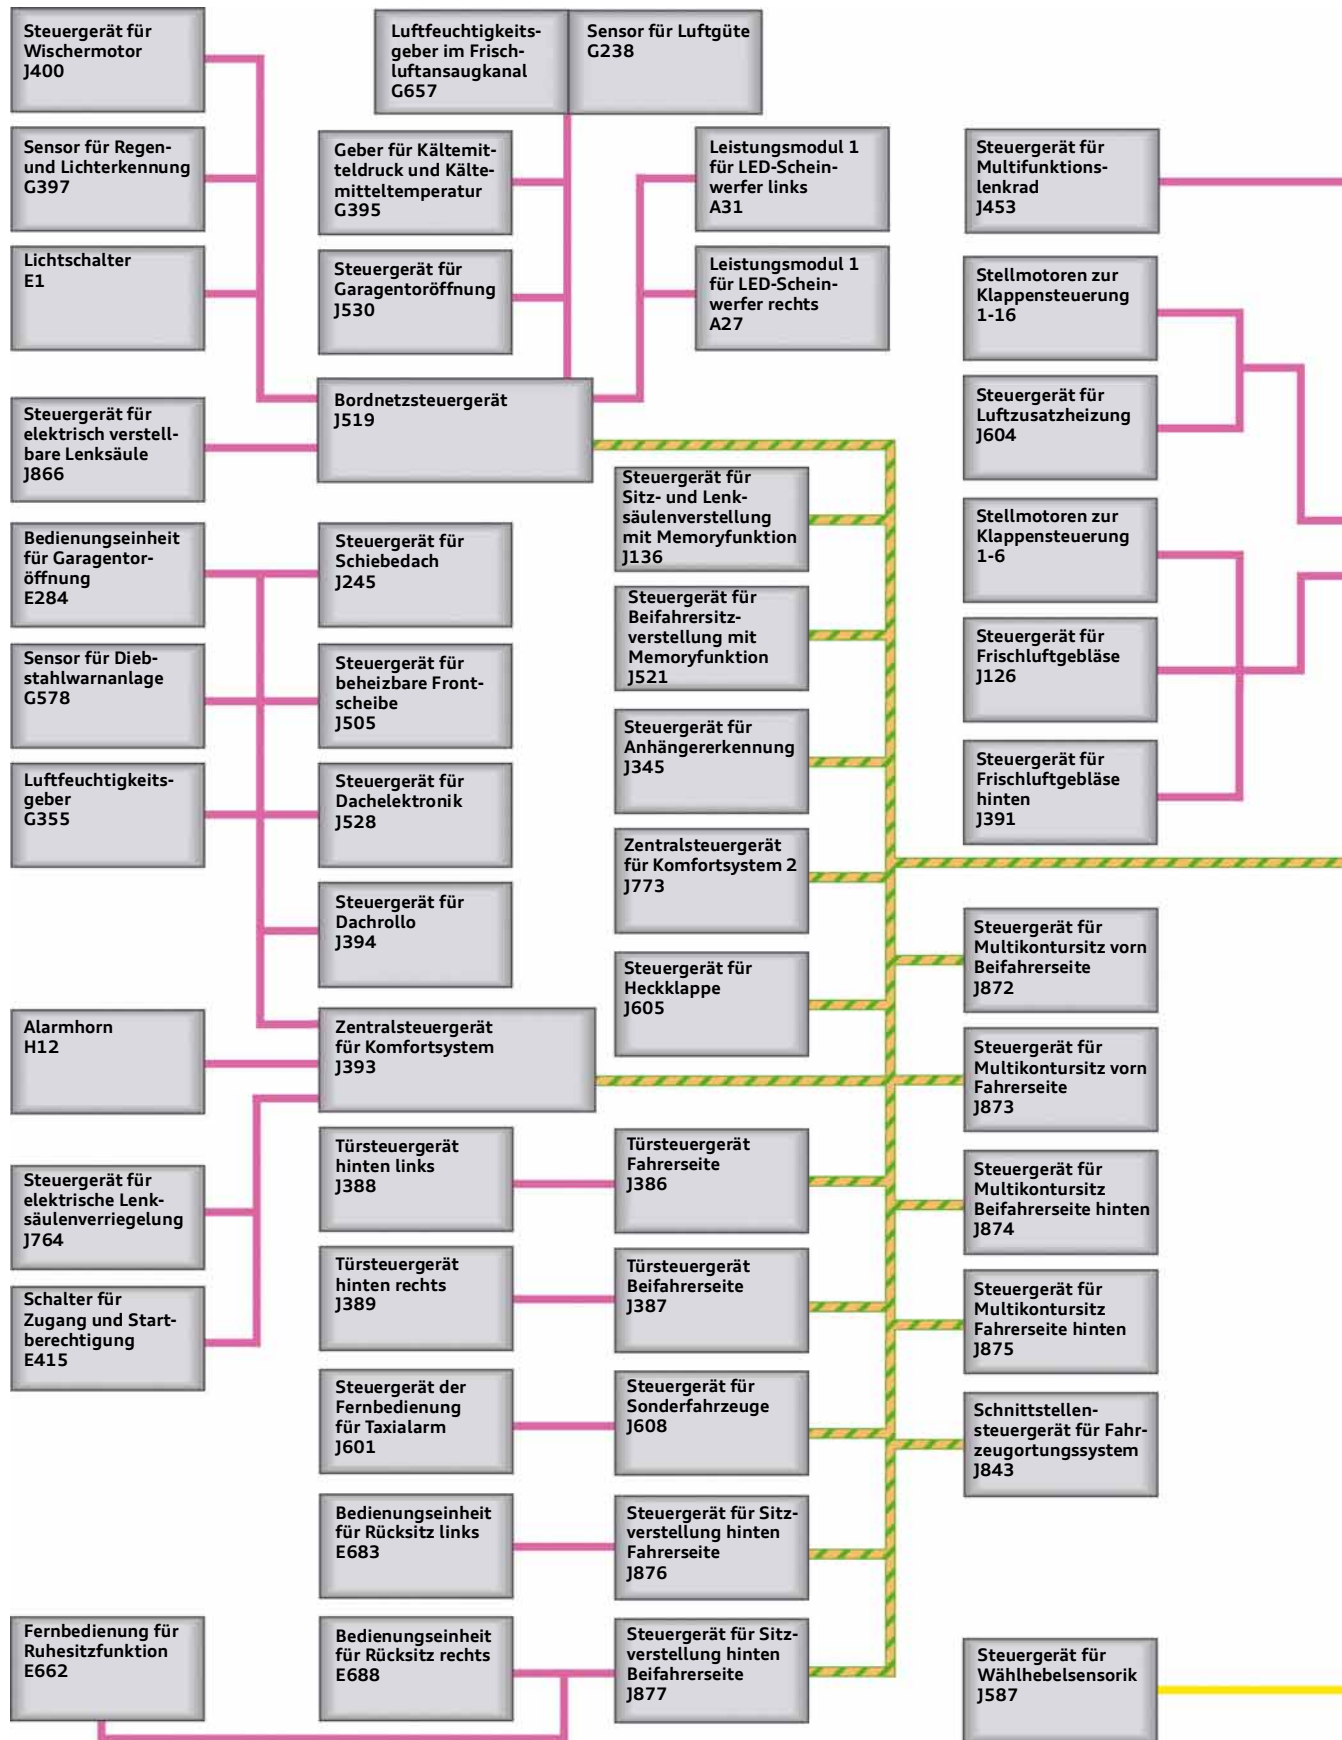 Steuergerät für
Wischermotor
J400
Luftfeuchtigkeits-
geber im Frisch-
luftansaugkanal
G657
Sensor für Luftgüte
G238
Sensor für Regen-
und Lichterkennung
G397
Geber für Kältemit-
teldruck und Kälte-
mitteltemperatur
G395
Leistungsmodul 1
für LED-Schein-
werfer links
A31
Steuergerät für
Multifunktions-
lenkrad
J453
Lichtschalter
E1
Steuergerät für
Garagentoröffnung
J530
Leistungsmodul 1
für LED-Schein-
werfer rechts
A27
Stellmotoren zur
Klappensteuerung
1-16
Steuergerät für
elektrisch verstell-
bare Lenksäule
J866
Bordnetzsteuergerät
J519
Steuergerät für
Luftzusatzheizung
J604
Steuergerät für
Sitz- und Lenk-
säulenverstellung
mit Memoryfunktion
J136
Bedienungseinheit
für Garagentor-
öffnung
E284
Steuergerät für
Schiebedach
J245
Stellmotoren zur
Klappensteuerung
1-6
Steuergerät für
Beifahrersitz-
verstellung mit
Memoryfunktion
J521
Sensor für Dieb-
stahlwarnanlage
G578
Steuergerät für
beheizbare Front-
scheibe
J505
Steuergerät für
Frischluftgebläse
J126
Steuergerät für
Anhängererkennung
J345
Luftfeuchtigkeits-
geber
G355
Steuergerät für
Dachelektronik
J528
Steuergerät für
Frischluftgebläse
hinten
J391
Zentralsteuergerät
für Komfortsystem 2
J773
Steuergerät für
Dachrollo
J394
Steuergerät für
Multikontursitz vorn
Beifahrerseite
J872
Steuergerät für
Heckklappe
J605
Alarmhorn
H12
Zentralsteuergerät
für Komfortsystem
J393
Steuergerät für
Multikontursitz vorn
Fahrerseite
J873
Türsteuergerät
hinten links
J388
Türsteuergerät
Fahrerseite
J386
Steuergerät für
Multikontursitz
Beifahrerseite hinten
J874
Steuergerät für
elektrische Lenk-
säulenverriegelung
J764
Türsteuergerät
hinten rechts
J389
Türsteuergerät
Beifahrerseite
J387
Steuergerät für
Multikontursitz
Fahrerseite hinten
J875
Schalter für
Zugang und Start-
berechtigung
E415
Steuergerät der
Fernbedienung
für Taxialarm
J601
Steuergerät für
Sonderfahrzeuge
J608
Schnittstellen-
steuergerät für Fahr-
zeugortungssystem
J843
Bedienungseinheit
für Rücksitz links
E683
Steuergerät für Sitz-
verstellung hinten
Fahrerseite
J876
Fernbedienung für
Ruhesitzfunktion
E662
Bedienungseinheit
für Rücksitz rechts
E688
Steuergerät für Sitz-
verstellung hinten
Beifahrerseite
J877
Steuergerät für
Wählhebelsensorik
J587